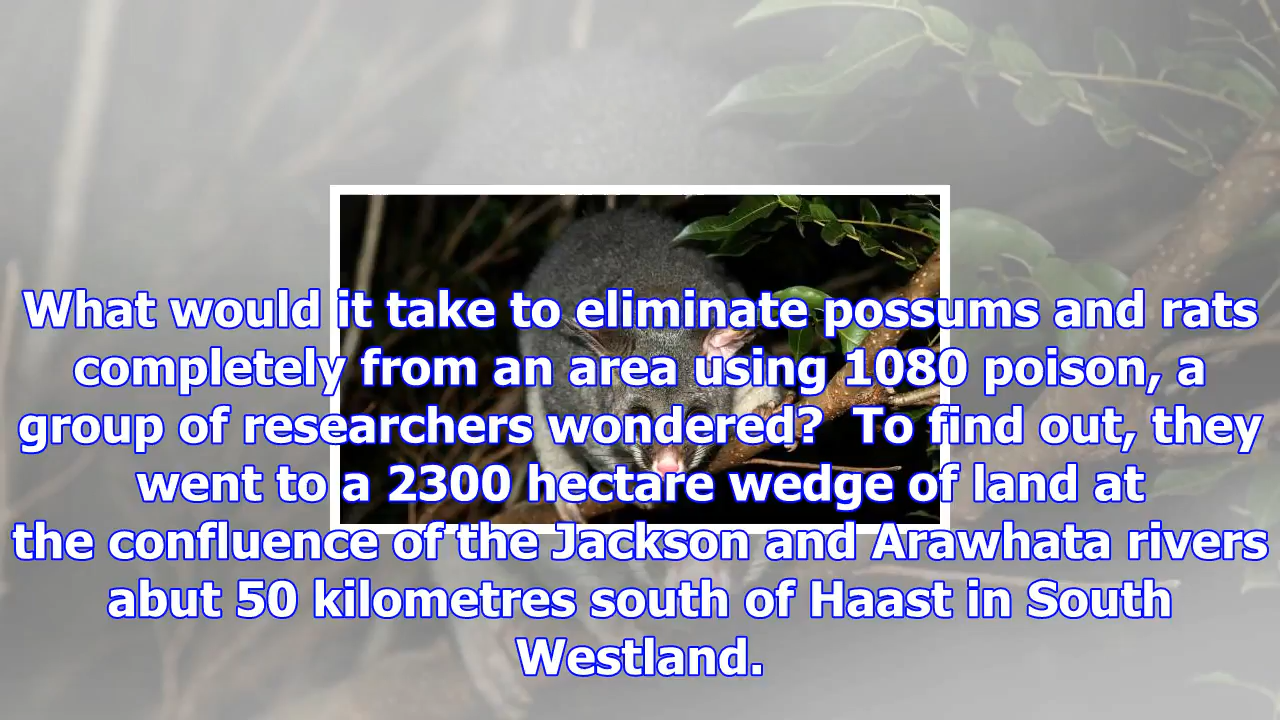 What would it take to eliminate possums and rats
completely from an area using 1080 poison, a
group of researchers wondered?  To find out, they
went to a 2300 hectare wedge of land at
the confluence of the Jackson and Arawhata rivers
abut 50 kilometres south of Haast in South
Westland.